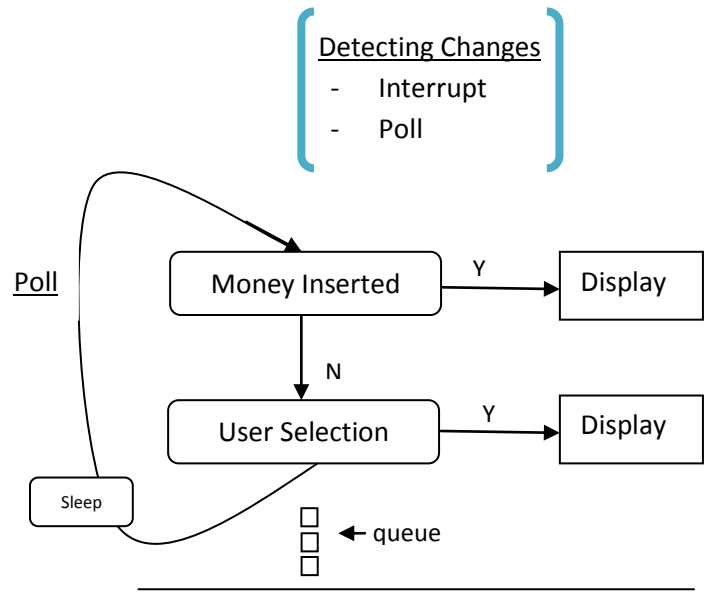 Detecting Changes
- Interrupt
- Poll
Poll
Money Inserted
Y
Display
N
User Selection
Y
Display
Sleep
queue